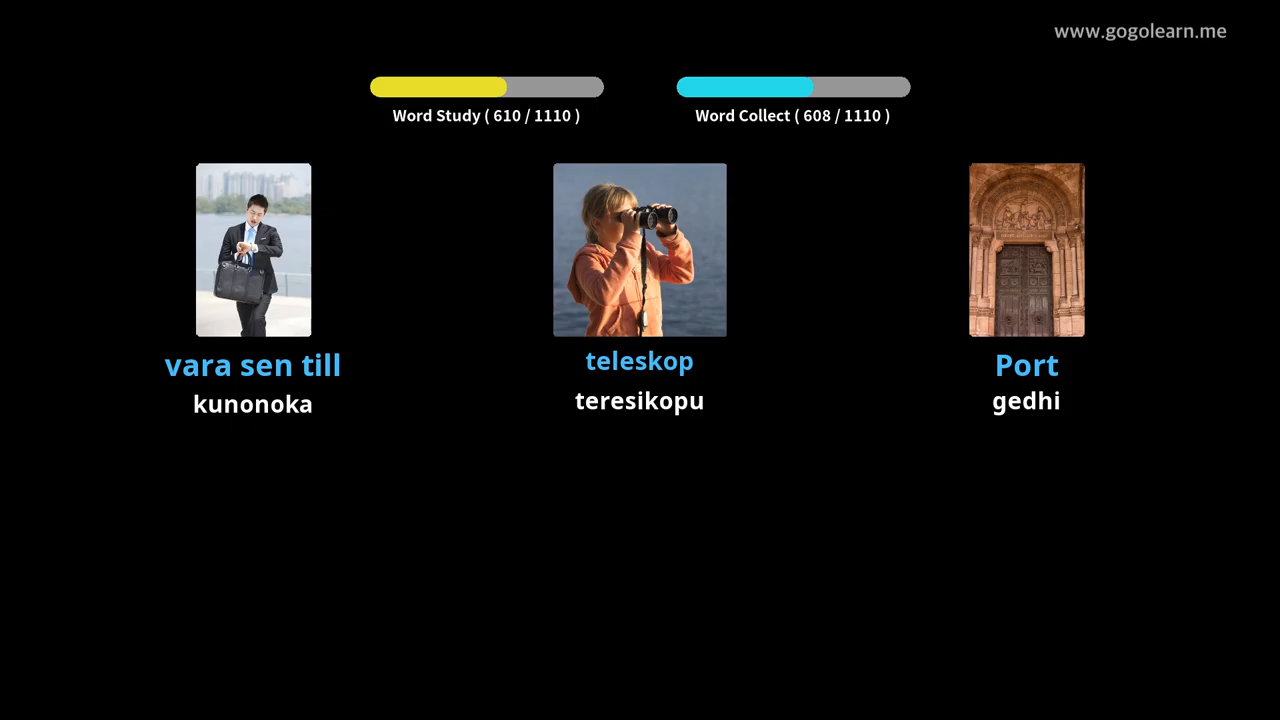 www.gogolearn.me
Word Study ( 610 / 1110 )
Word Collect ( 608 / 1110 )
vara sen till
kunonoka
teleskop
teresikopu
Port
gedhi